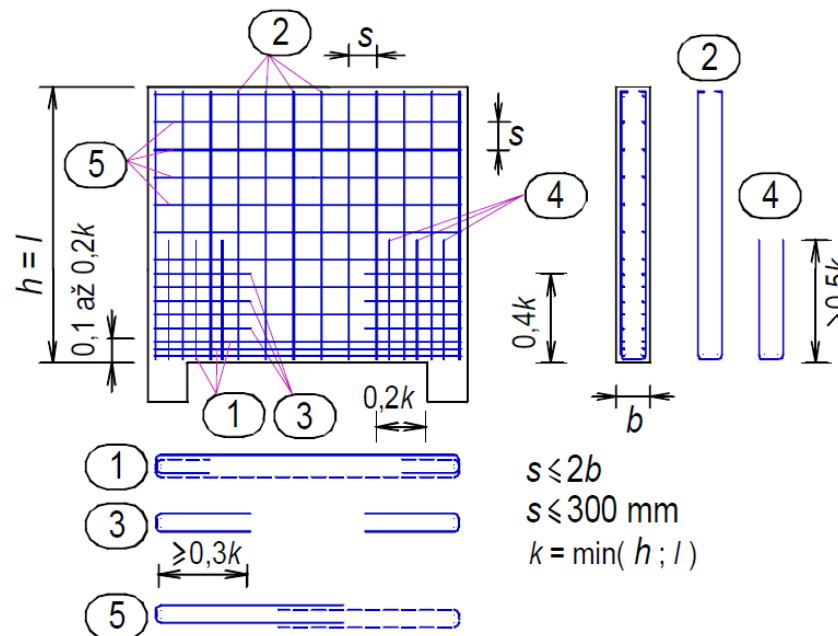 2
s
2
s
5
4
4
h = l
0,1 až 0,2k
0,4k
>0,5k
0,2k
b
1
3
1
s ≤ 2b
3
s ≤ 300 mm
≥0,3k
k = min( h ; l )
5